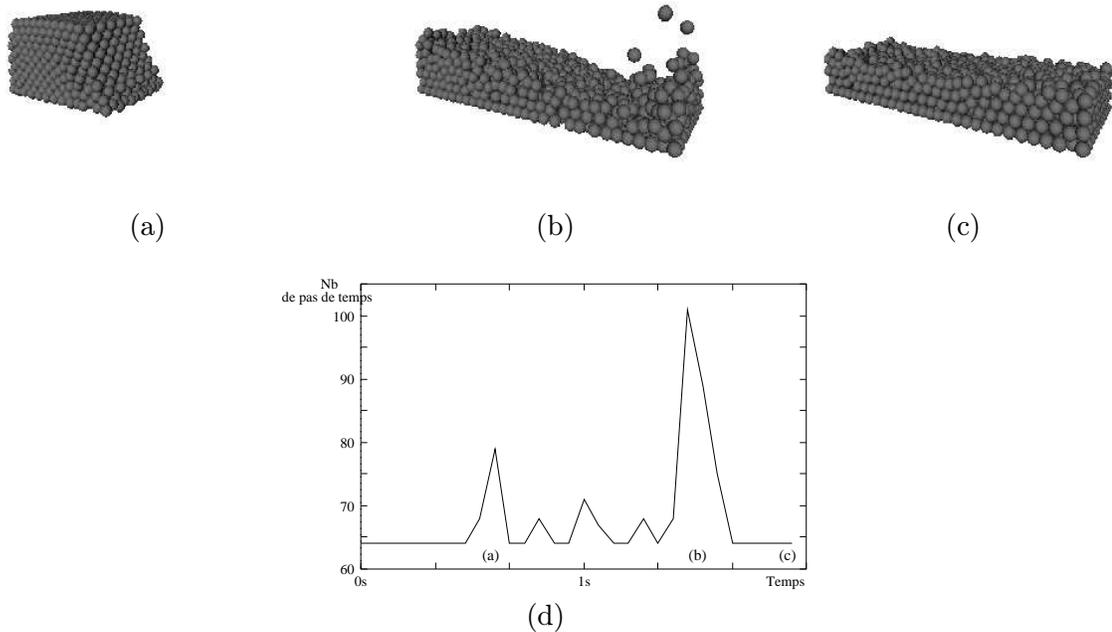 (a)
(b)
(c)
Nb
de pas de temps
100
90
80
70
60
(a)
(b)
(c)
0s
1s
Temps
(d)